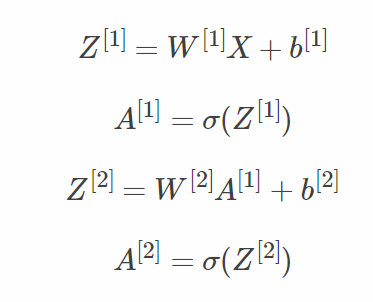 Z^{[1]} = W^{[1]}X + b^{[1]}
A^{[1]} = σ(Z^{[1]})
Z^{[2]} = W^{[2]}A^{[1]} + b^{[2]}
A^{[2]} = σ(Z^{[2]})